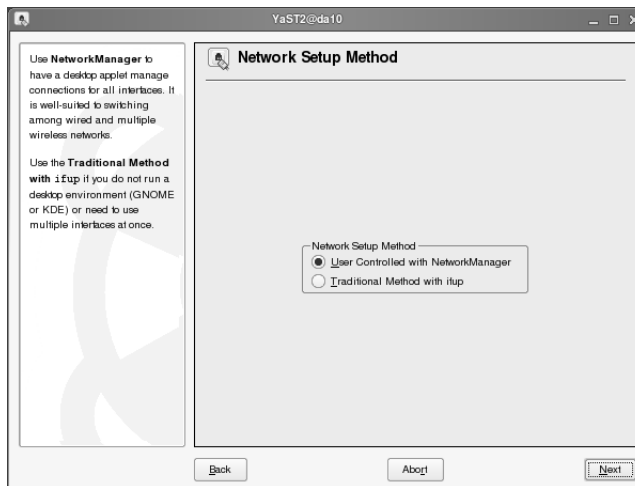 YaST2@da10
Use NetworkManager to
have a desktop applet manage
connections for all interfaces. It
is well-suited to switching
among wired and multiple
wireless networks.
Use the Traditional Method
with ifup if you do not run a
desktop environment (GNOME
or KDE) or need to use
multiple interfaces at once.
Network Setup Method
Network Setup Method
User Controlled with NetworkManager
Traditional Method with ifup
Back
Abort
Next